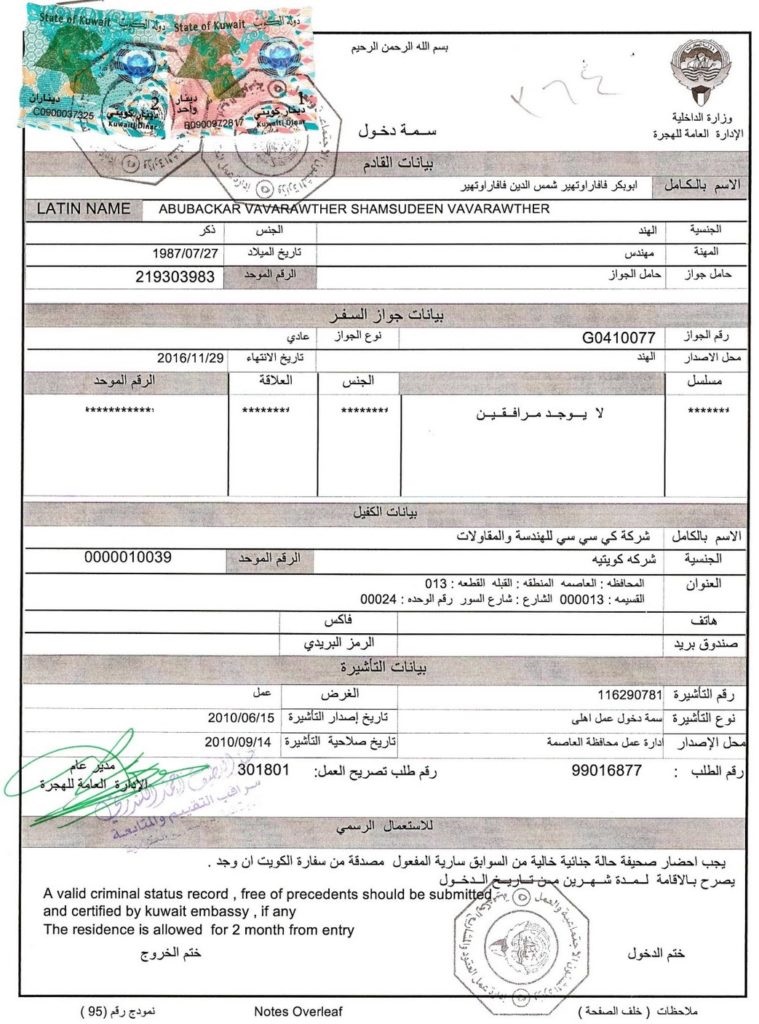 State of Kuwait دولة الكويت State of Kuwait دولة الكويت
ديناران 2 دينار واحد 1
دينار كويتي دينار كويتي
Kuwaiti Dinar Kuwaiti Dinar
C0900037325 B0900972817
بسم الله الرحمن الرحيم
٧٦٤
وزارة الداخلية
الإدارة العامة للهجرة
سمة دخول
بيانات القادم
الاسم بالكامل ابوبكر فافاراوتهير شمس الدين فافاراوتهير
LATIN NAME ABUBACKAR VAVARAWTHER SHAMSUDEEN VAVARAWTHER
الجنسية الهند الجنس ذكر
المهنة مهندس تاريخ الميلاد 1987/07/27
حامل جواز حامل الجواز الرقم الموحد 219303983
بيانات جواز السفر
رقم الجواز G0410077 نوع الجواز عادي
محل الاصدار الهند تاريخ الانتهاء 2016/11/29
مسلسل الجنس العلاقة الرقم الموحد
******* لا يوجد مرافقين ******** ******** ************
بيانات الكفيل
الاسم بالكامل شركة كي سي سي للهندسة والمقاولات
الجنسية شركه كويتيه الرقم الموحد 0000010039
العنوان المحافظه : العاصمه المنطقه : القبله القطعه : 013
القسيمه : 000013 الشارع : شارع السور رقم الوحده : 00024
هاتف فاكس
صندوق بريد الرمز البريدي
بيانات التأشيرة
رقم التأشيرة 116290781 الغرض عمل
نوع التأشيرة سمة دخول عمل اهلى تاريخ إصدار التأشيرة 2010/06/15
محل الإصدار ادارة عمل محافظة العاصمة تاريخ صلاحية التأشيرة 2010/09/14
رقم الطلب : 99016877 رقم طلب تصريح العمل: 301801
مدير عام
الإدارة العامة للهجرة
مراقب التقييم والمتابعة
للاستعمال الرسمي
يجب احضار صحيفة حالة جنائية خالية من السوابق سارية المفعول مصدقة من سفارة الكويت ان وجد .
يصرح بالاقامة لمدة شهرين من تاريخ الدخول
A valid criminal status record , free of precedents should be submitted
and certified by kuwait embassy , if any
The residence is allowed for 2 month from entry
ختم الدخول ختم الخروج
ملاحظات ( خلف الصفحة ) Notes Overleaf نموذج رقم (95)